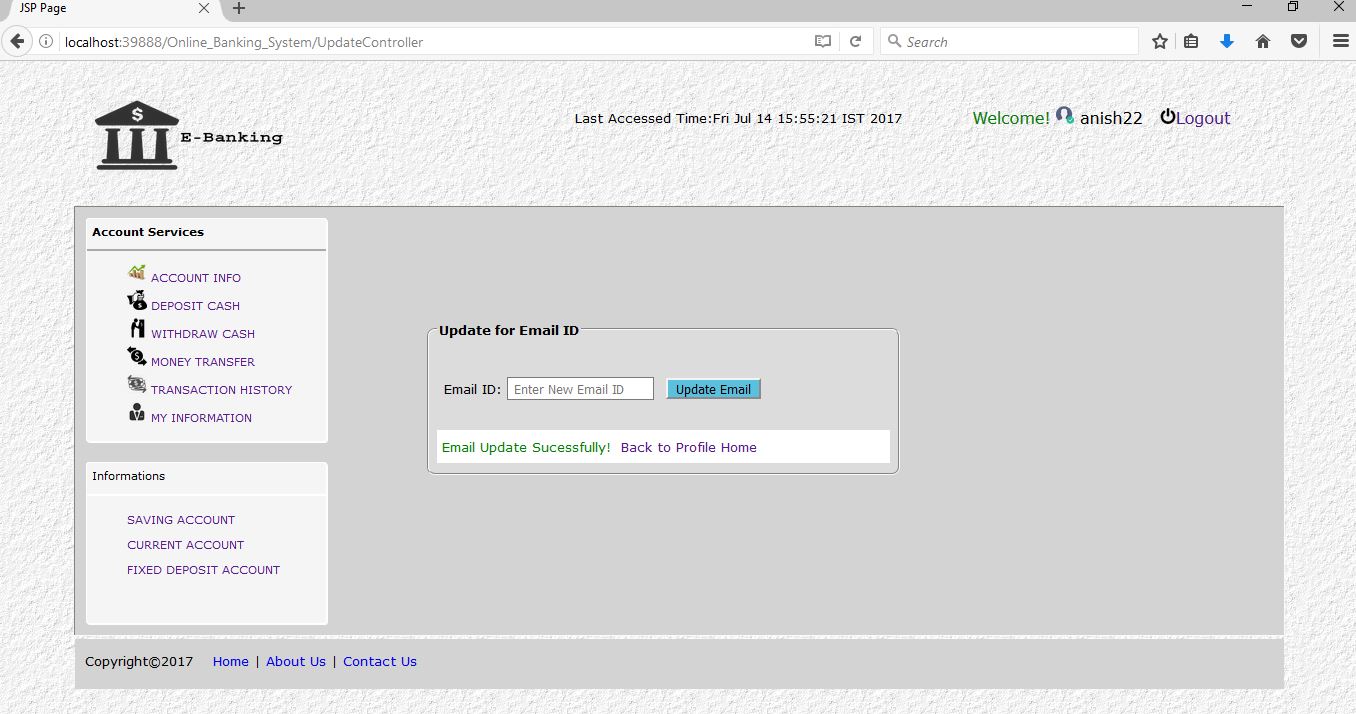 JSP Page
localhost:39888/Online_Banking_System/UpdateController
Search
$
E-Banking
Last Accessed Time:Fri Jul 14 15:55:21 IST 2017
Welcome! anish22 Logout
Account Services
ACCOUNT INFO
DEPOSIT CASH
WITHDRAW CASH
MONEY TRANSFER
TRANSACTION HISTORY
MY INFORMATION
Informations
SAVING ACCOUNT
CURRENT ACCOUNT
FIXED DEPOSIT ACCOUNT
Update for Email ID
Email ID: Enter New Email ID Update Email
Email Update Sucessfully! Back to Profile Home
Copyright©2017 Home | About Us | Contact Us